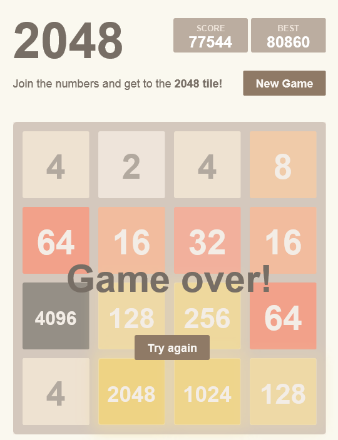 2048
SCORE
77544
BEST
80860
Join the numbers and get to the 2048 tile!
New Game
4 2 4 8
64 16 32 16
Game over!
4096 128 256 64
Try again
4 2048 1024 128